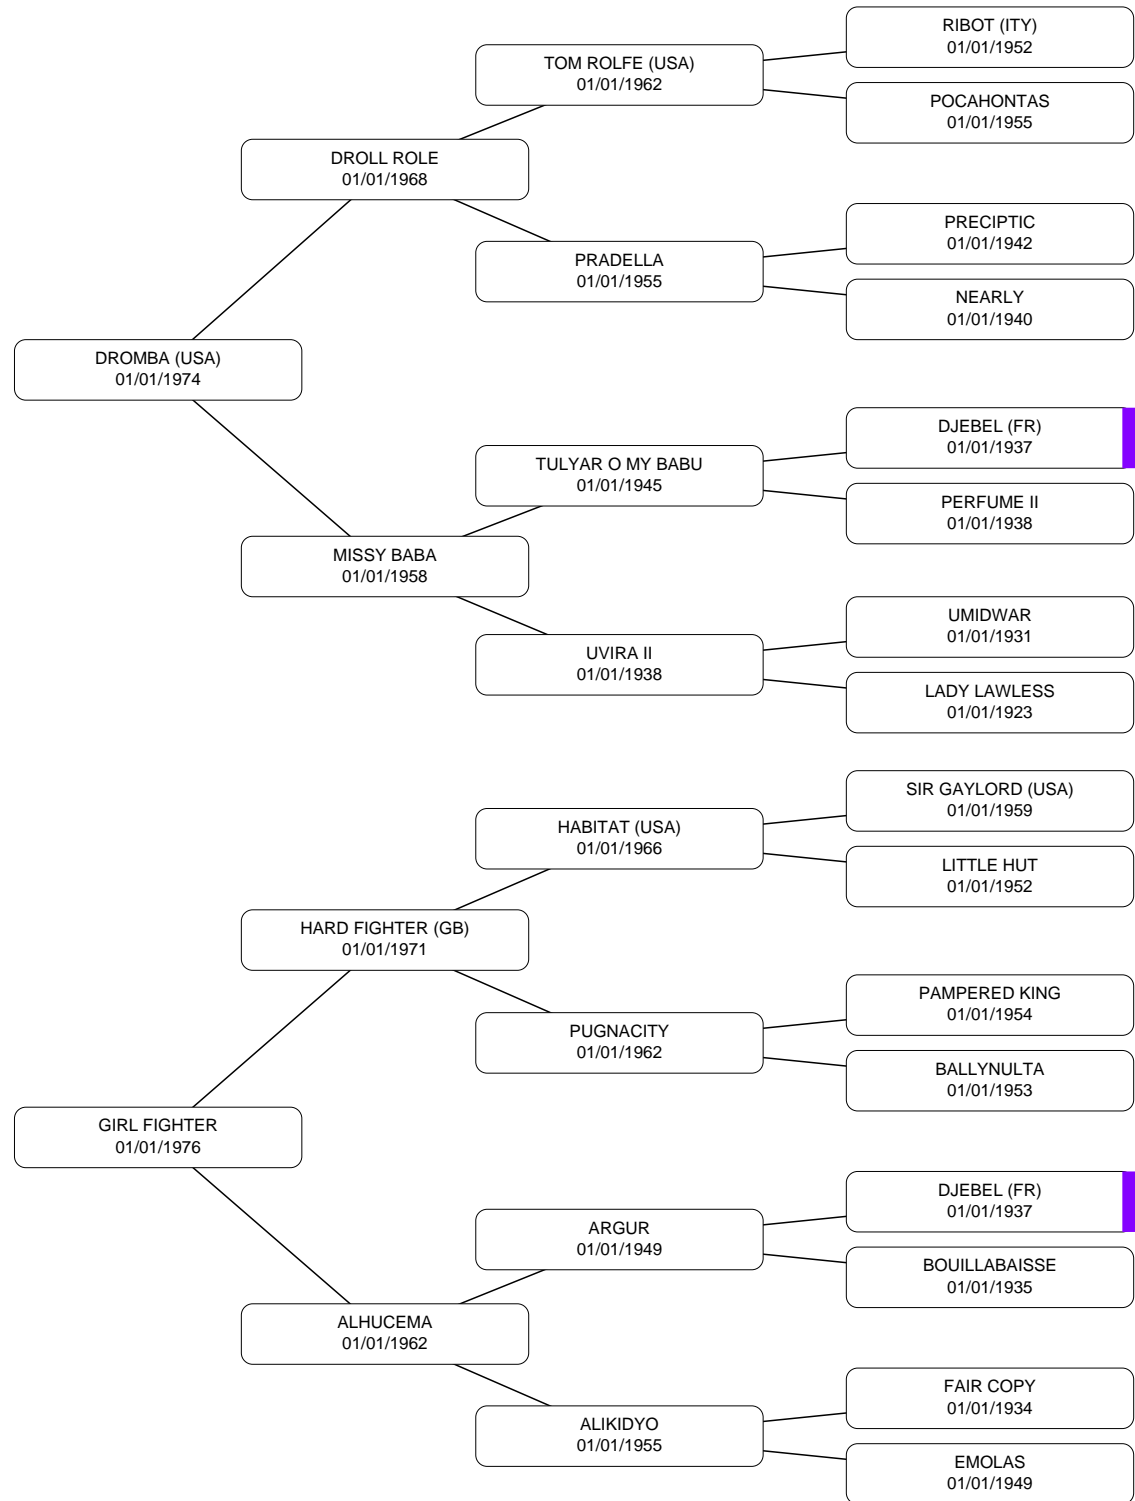 RIBOT (ITY)
01/01/1952
TOM ROLFE (USA)
01/01/1962
POCAHONTAS
01/01/1955
DROLL ROLE
01/01/1968
PRECIPTIC
01/01/1942
PRADELLA
01/01/1955
NEARLY
01/01/1940
DROMBA (USA)
01/01/1974
DJEBEL (FR)
01/01/1937
TULYAR O MY BABU
01/01/1945
PERFUME II
01/01/1938
MISSY BABA
01/01/1958
UMIDWAR
01/01/1931
UVIRA II
01/01/1938
LADY LAWLESS
01/01/1923
SIR GAYLORD (USA)
01/01/1959
HABITAT (USA)
01/01/1966
LITTLE HUT
01/01/1952
HARD FIGHTER (GB)
01/01/1971
PAMPERED KING
01/01/1954
PUGNACITY
01/01/1962
BALLYNULTA
01/01/1953
GIRL FIGHTER
01/01/1976
DJEBEL (FR)
01/01/1937
ARGUR
01/01/1949
BOUILLABAISSE
01/01/1935
ALHUCEMA
01/01/1962
FAIR COPY
01/01/1934
ALIKIDYO
01/01/1955
EMOLAS
01/01/1949